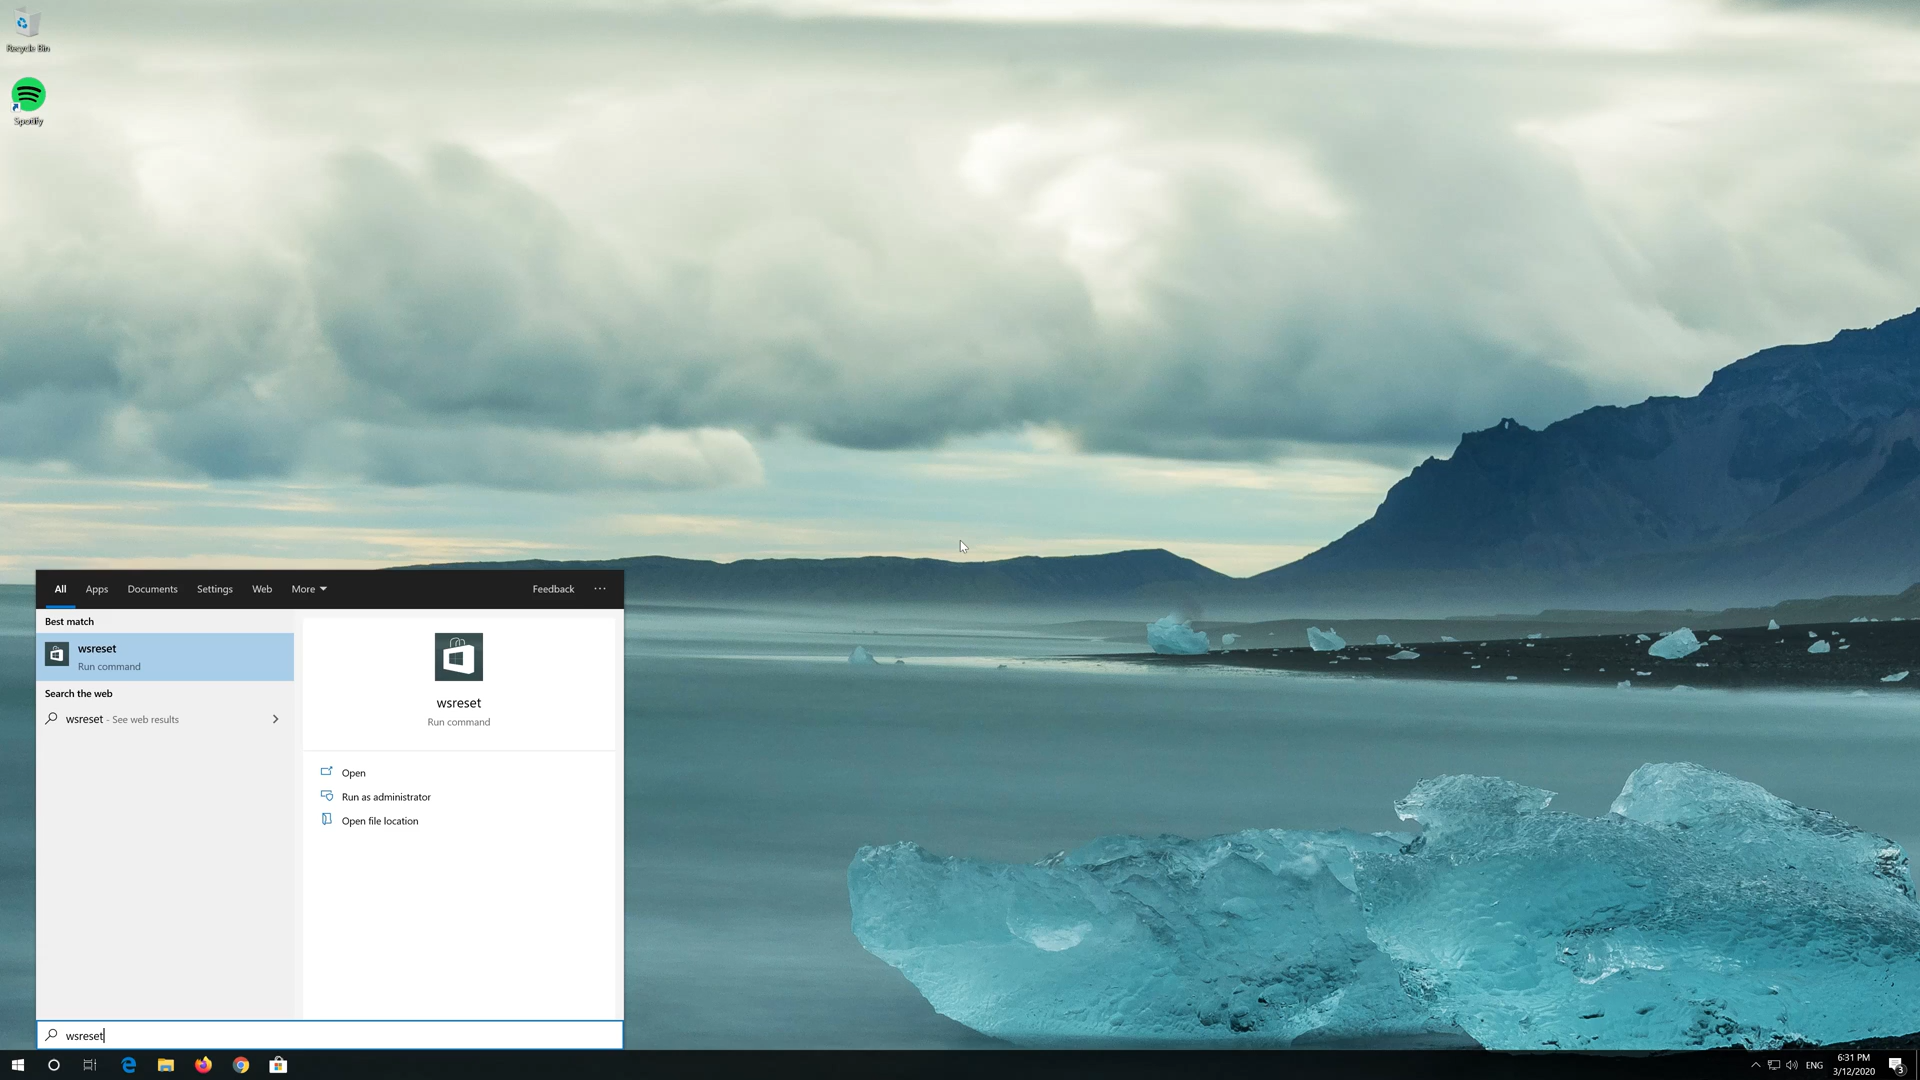 Recycle Bin
Spotify
All Apps Documents Settings Web More Feedback ...
Best match
wsreset
Run command
Search the web
wsreset - See web results
wsreset
Run command
Open
Run as administrator
Open file location
wsreset
ENG
6:31 PM
3/12/2020
3